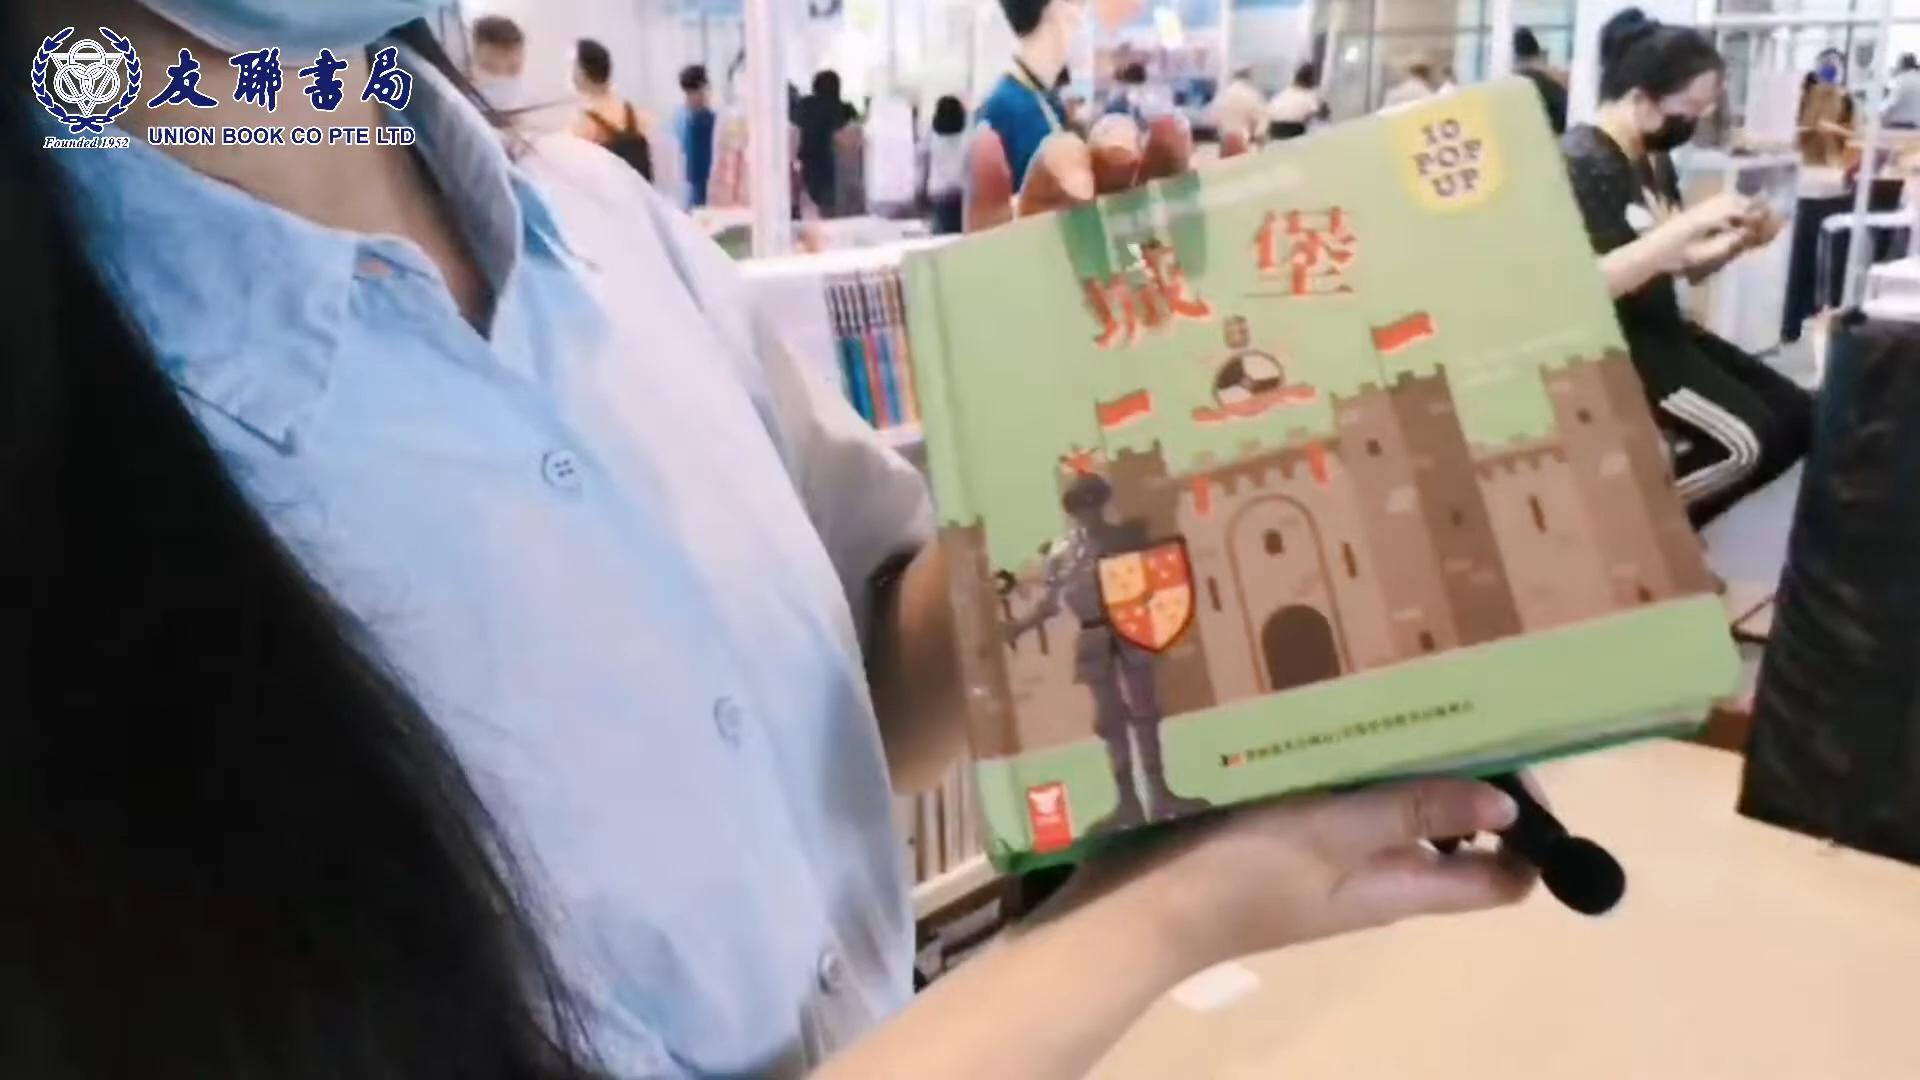 友聯書局
UNION BOOK CO PTE LTD
Founded 1952
10
POP
UP
城堡